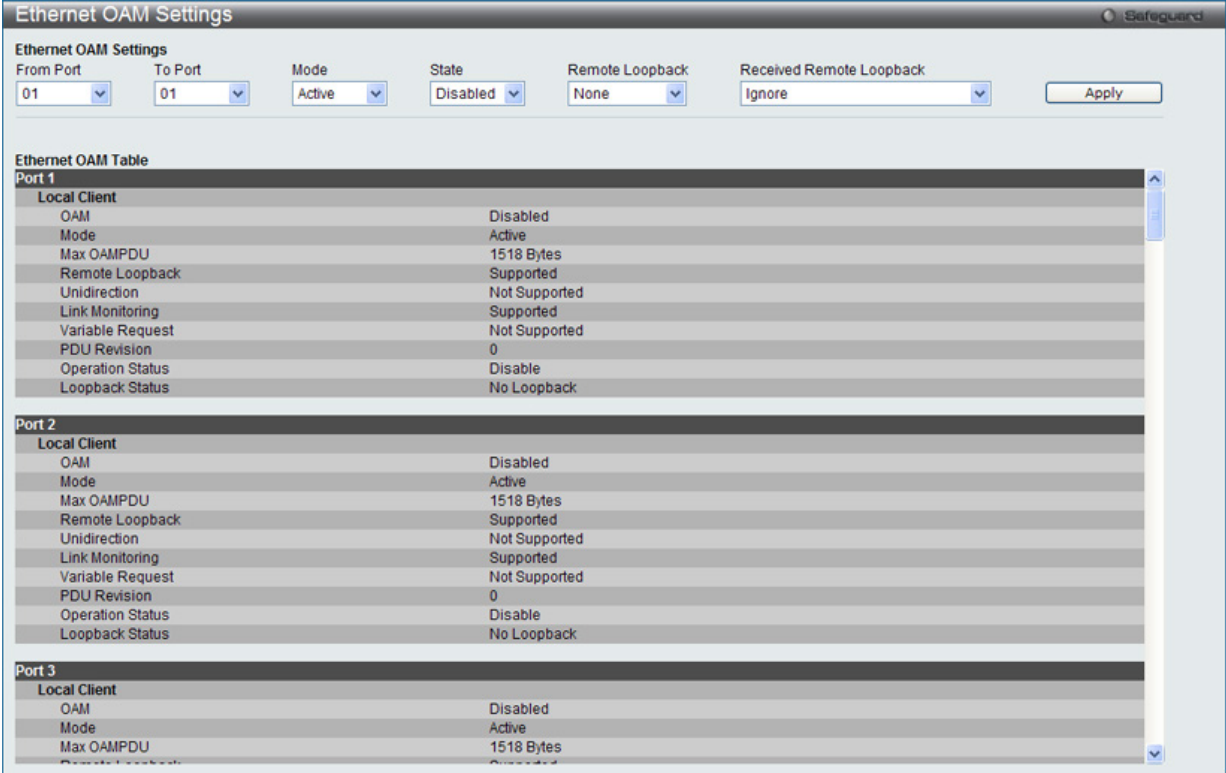 Ethernet OAM Settings
Safeguard
Ethernet OAM Settings
From Port To Port Mode State Remote Loopback Received Remote Loopback
01 01 Active Disabled None Ignore Apply
Ethernet OAM Table
Port 1
Local Client
OAM Disabled
Mode Active
Max OAMPDU 1518 Bytes
Remote Loopback Supported
Unidirection Not Supported
Link Monitoring Supported
Variable Request Not Supported
PDU Revision 0
Operation Status Disable
Loopback Status No Loopback
Port 2
Local Client
OAM Disabled
Mode Active
Max OAMPDU 1518 Bytes
Remote Loopback Supported
Unidirection Not Supported
Link Monitoring Supported
Variable Request Not Supported
PDU Revision 0
Operation Status Disable
Loopback Status No Loopback
Port 3
Local Client
OAM Disabled
Mode Active
Max OAMPDU 1518 Bytes
Remote Loopback Supported